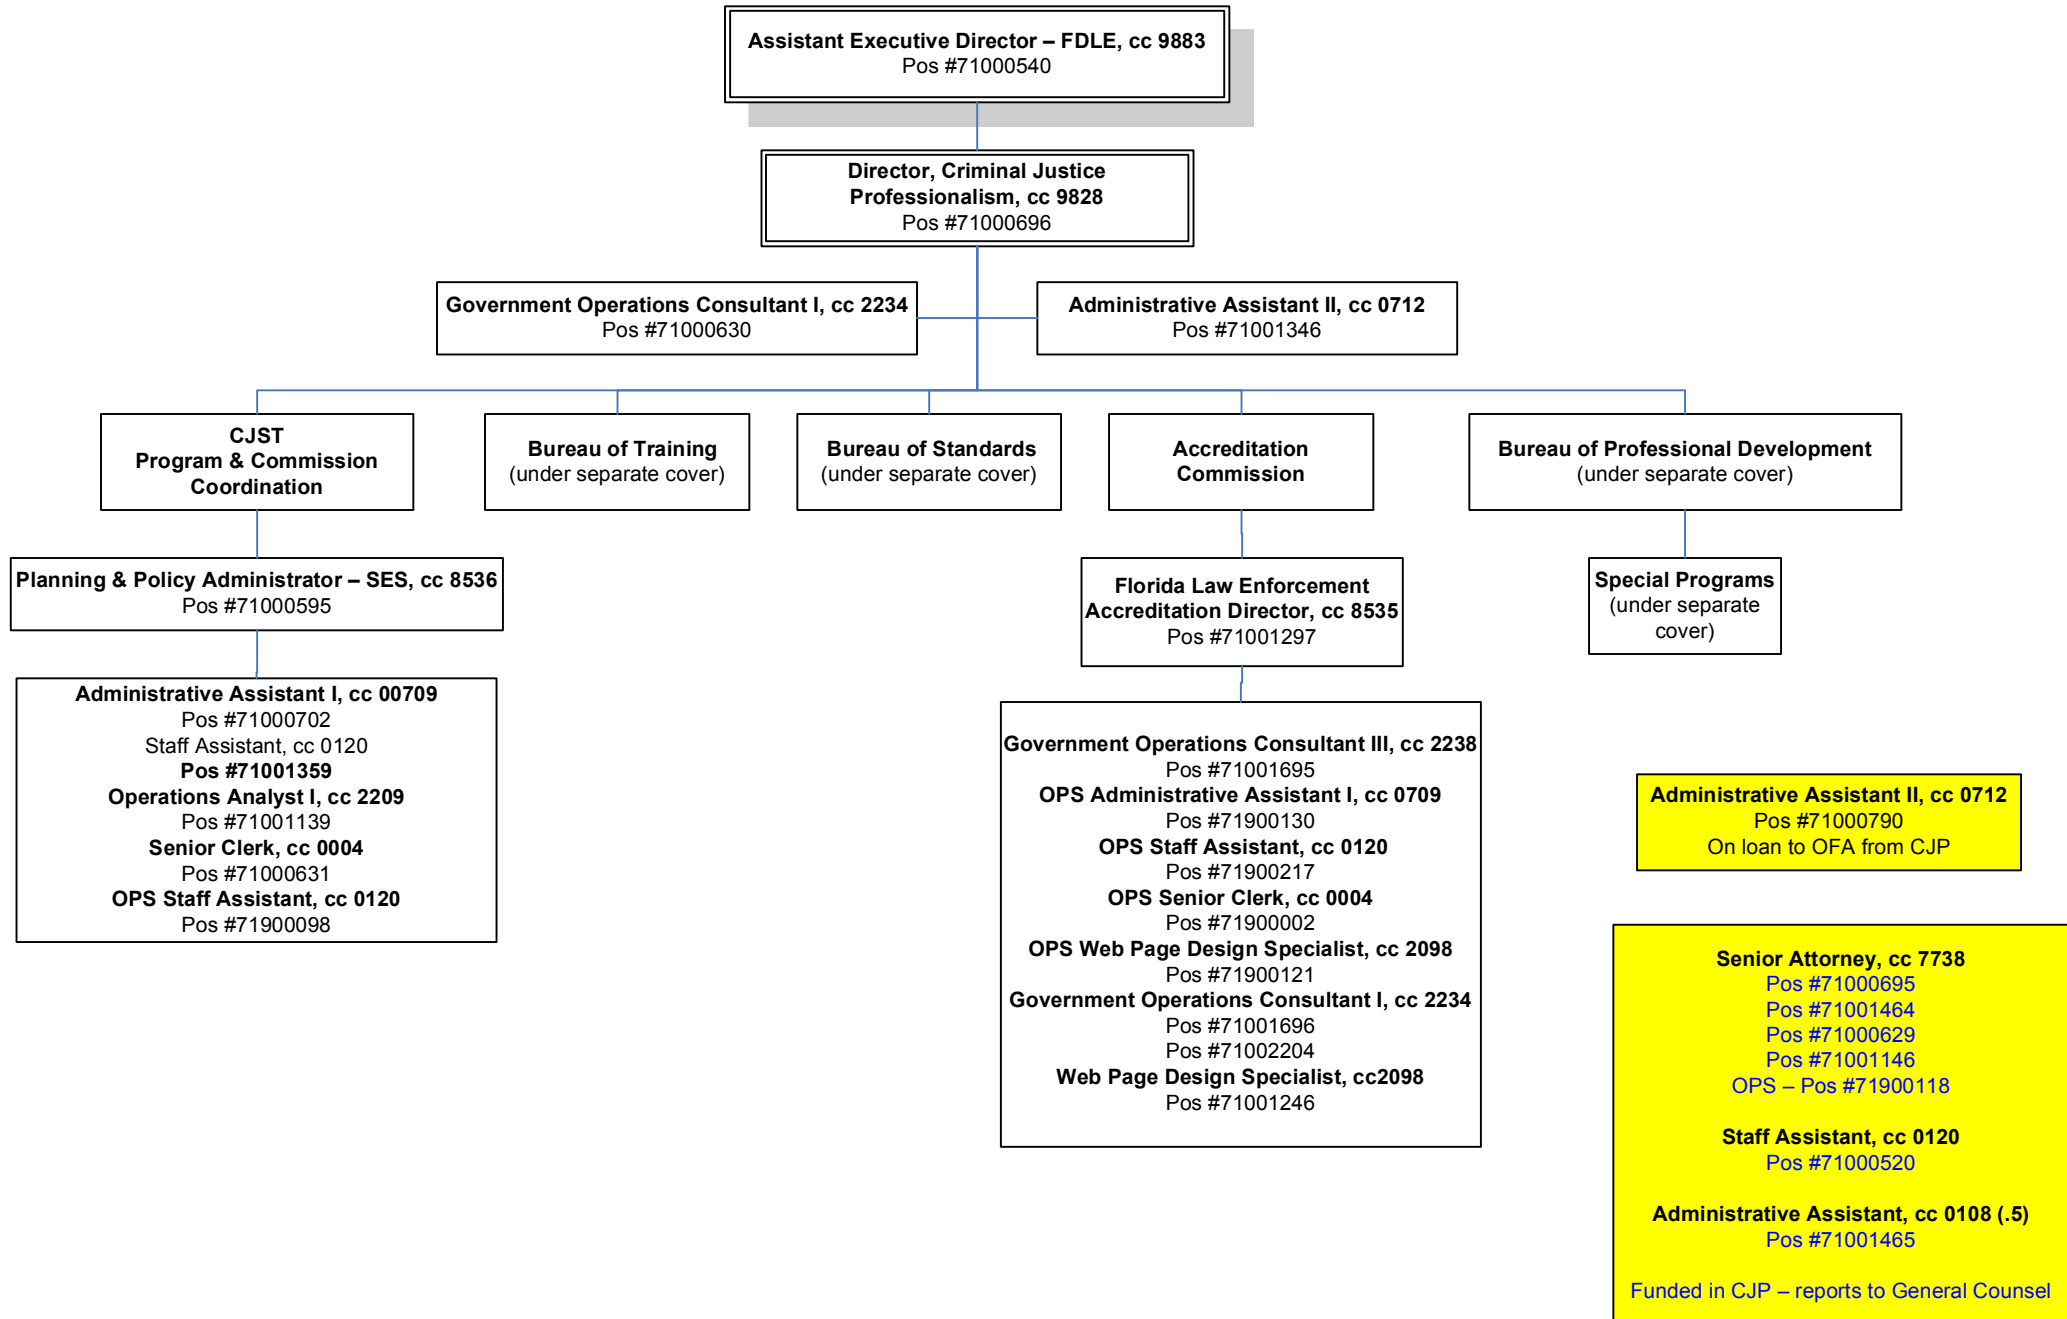 Assistant Executive Director – FDLE, cc 9883
Pos #71000540
Director, Criminal Justice
Professionalism, cc 9828
Pos #71000696
Government Operations Consultant I, cc 2234
Pos #71000630
Administrative Assistant II, cc 0712
Pos #71001346
CJST
Program & Commission
Coordination
Bureau of Training
(under separate cover)
Bureau of Standards
(under separate cover)
Accreditation
Commission
Bureau of Professional Development
(under separate cover)
Planning & Policy Administrator – SES, cc 8536
Pos #71000595
Florida Law Enforcement
Accreditation Director, cc 8535
Pos #71001297
Special Programs
(under separate
cover)
Administrative Assistant I, cc 00709
Pos #71000702
Staff Assistant, cc 0120
Pos #71001359
Operations Analyst I, cc 2209
Pos #71001139
Senior Clerk, cc 0004
Pos #71000631
OPS Staff Assistant, cc 0120
Pos #71900098
Government Operations Consultant III, cc 2238
Pos #71001695
OPS Administrative Assistant I, cc 0709
Pos #71900130
OPS Staff Assistant, cc 0120
Pos #71900217
OPS Senior Clerk, cc 0004
Pos #71900002
OPS Web Page Design Specialist, cc 2098
Pos #71900121
Government Operations Consultant I, cc 2234
Pos #71001696
Pos #71002204
Web Page Design Specialist, cc2098
Pos #71001246
Administrative Assistant II, cc 0712
Pos #71000790
On loan to OFA from CJP
Senior Attorney, cc 7738
Pos #71000695
Pos #71001464
Pos #71000629
Pos #71001146
OPS – Pos #71900118
Staff Assistant, cc 0120
Pos #71000520
Administrative Assistant, cc 0108 (.5)
Pos #71001465
Funded in CJP – reports to General Counsel